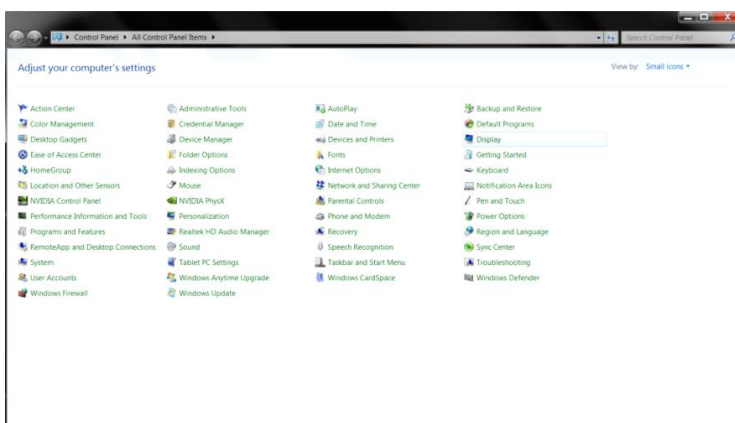 Control Panel ▸ All Control Panel Items ▸ Search Control Panel
Adjust your computer's settings View by: Small icons
Action Center Administrative Tools AutoPlay Backup and Restore
Color Management Credential Manager Date and Time Default Programs
Desktop Gadgets Device Manager Devices and Printers Display
Ease of Access Center Folder Options Fonts Getting Started
HomeGroup Indexing Options Internet Options Keyboard
Location and Other Sensors Mouse Network and Sharing Center Notification Area Icons
NVIDIA Control Panel NVIDIA PhysX Parental Controls Pen and Touch
Performance Information and Tools Personalization Phone and Modem Power Options
Programs and Features Realtek HD Audio Manager Recovery Region and Language
RemoteApp and Desktop Connections Sound Speech Recognition Sync Center
System Tablet PC Settings Taskbar and Start Menu Troubleshooting
User Accounts Windows Anytime Upgrade Windows CardSpace Windows Defender
Windows Firewall Windows Update